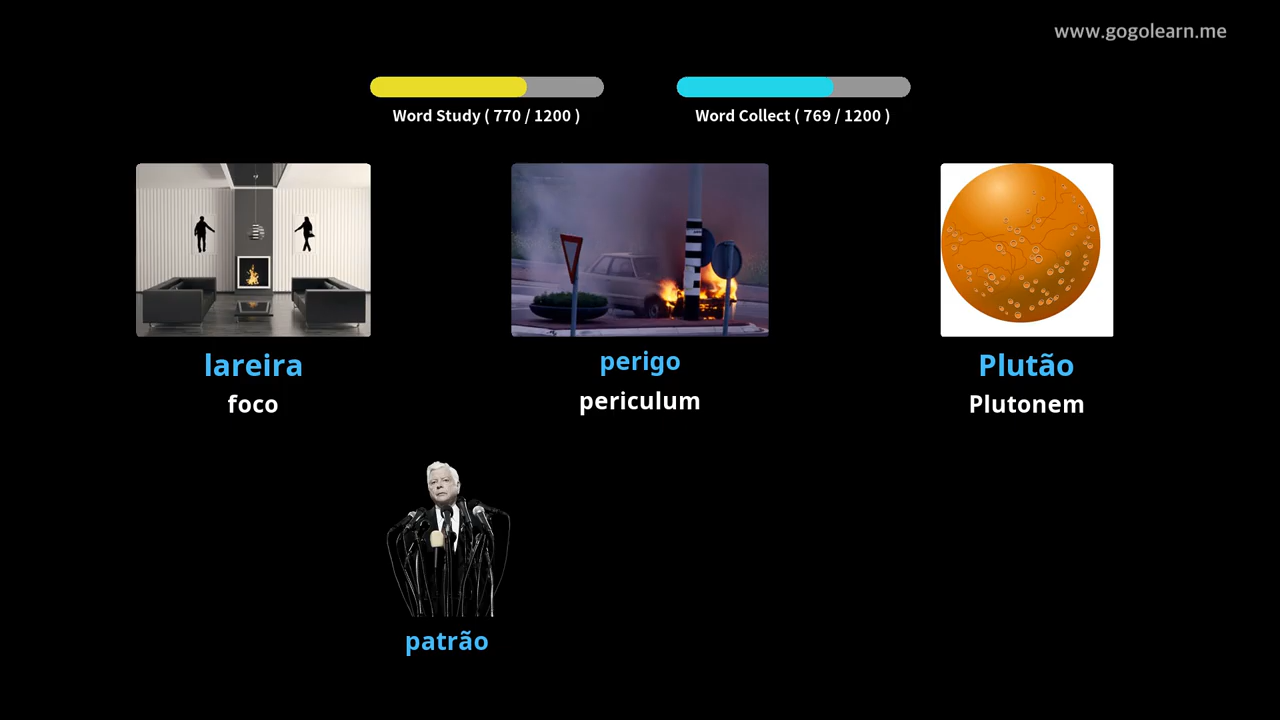 www.gogolearn.me
Word Study ( 770 / 1200 )
Word Collect ( 769 / 1200 )
lareira
foco
perigo
periculum
Plutão
Plutonem
patrão